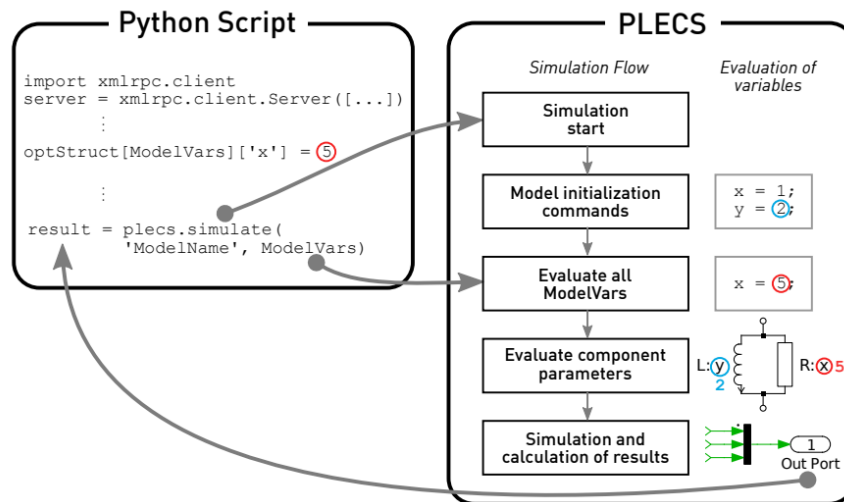 Python Script
import xmlrpc.client
server = xmlrpc.client.Server([...])
⋮
optStruct[ModelVars]['x'] = 5
⋮
result = plecs.simulate(
'ModelName', ModelVars)
PLECS
Simulation Flow
Evaluation of
variables
Simulation
start
Model initialization
commands
x = 1;
y = 2;
Evaluate all
ModelVars
x = 5;
Evaluate component
parameters
L: y
2
R: x 5
Simulation and
calculation of results
1
Out Port